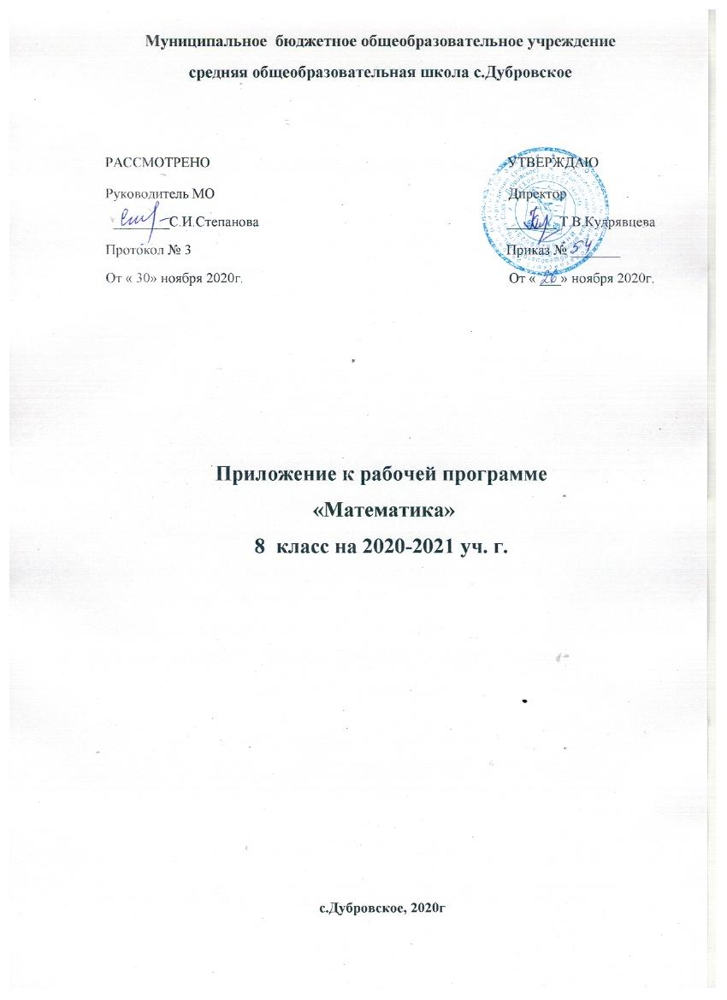 Муниципальное бюджетное общеобразовательное учреждение
средняя общеобразовательная школа с.Дубровское
РАССМОТРЕНО УТВЕРЖДАЮ
Руководитель МО Директор
С.И.Степанова Т.В.Кудрявцева
Протокол № 3 Приказ № 54
От « 30» ноября 2020г. От « 26 » ноября 2020г.
Приложение к рабочей программе
«Математика»
8 класс на 2020-2021 уч. г.
с.Дубровское, 2020г